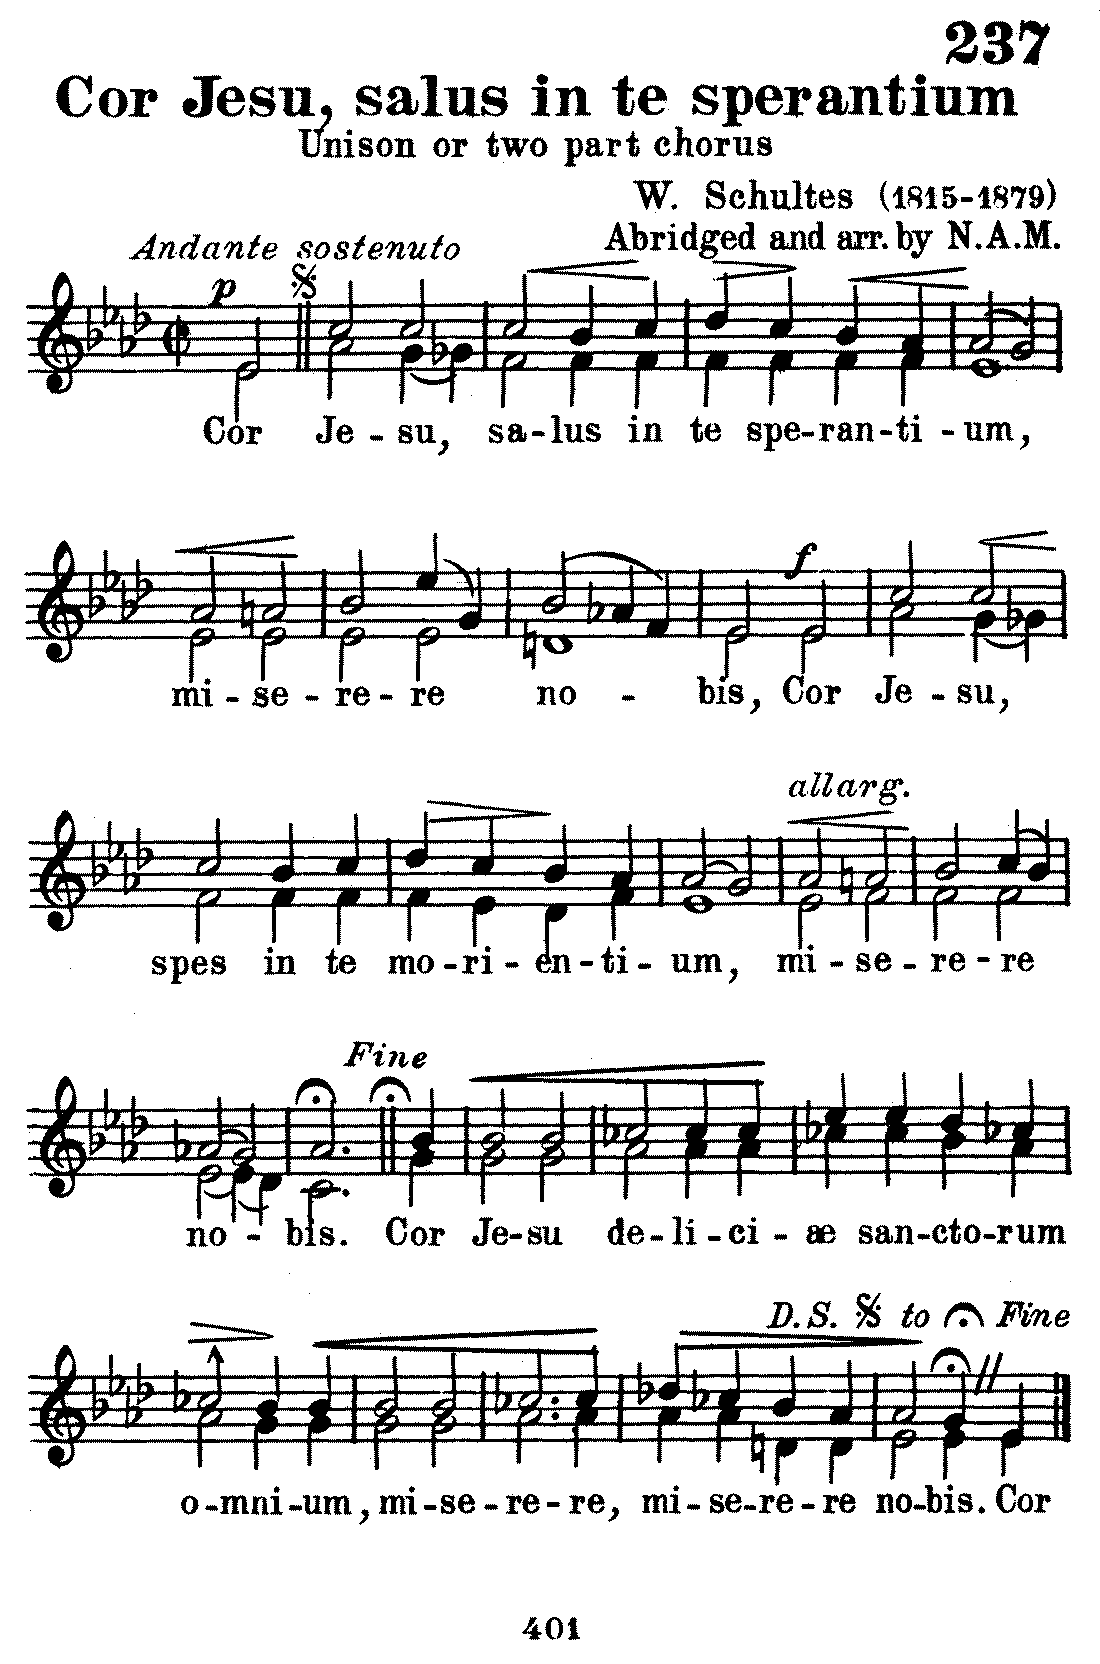 237
Cor Jesu, salus in te sperantium
Unison or two part chorus
W. Schultes (1815-1879)
Andante sostenuto
Abridged and arr. by N.A.M.
p
Cor Je - su, sa-lus in te spe-ran-ti - um,
f
mi - se - re - re no - bis, Cor Je - su,
allarg.
spes in te mo-ri - en-ti - um, mi - se - re - re
Fine
no - bis. Cor Je-su de-li-ci - æ san-cto-rum
D.S. 𝄋 to 𝄐 Fine
o-mni-um, mi-se-re-re, mi-se-re-re no-bis. Cor
401